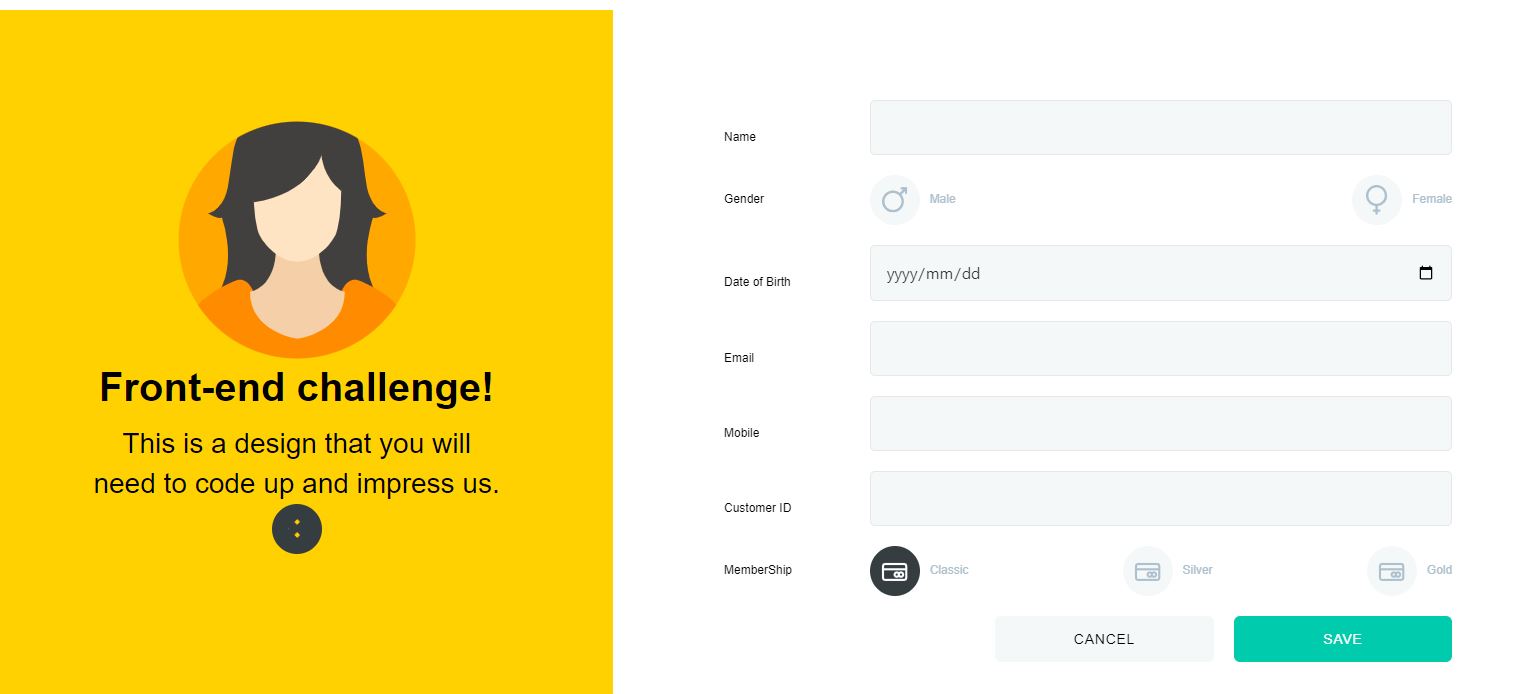 Front-end challenge!
This is a design that you will
need to code up and impress us.
Name
Gender
Male
Female
Date of Birth
yyyy/mm/dd
Email
Mobile
Customer ID
MemberShip
Classic
Silver
Gold
CANCEL
SAVE